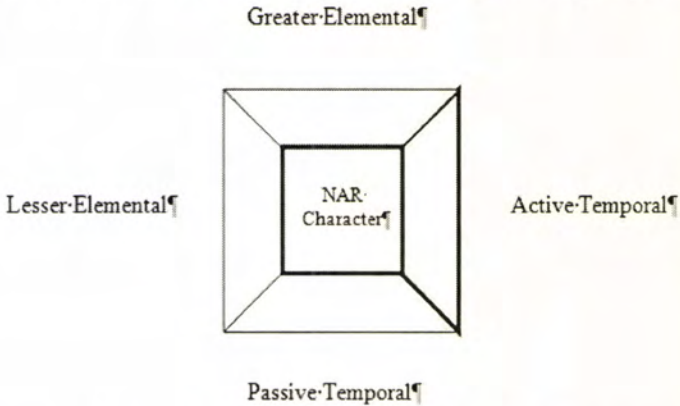 Greater·Elemental¶
Lesser·Elemental¶
NAR·
Character¶
Active·Temporal¶
Passive·Temporal¶